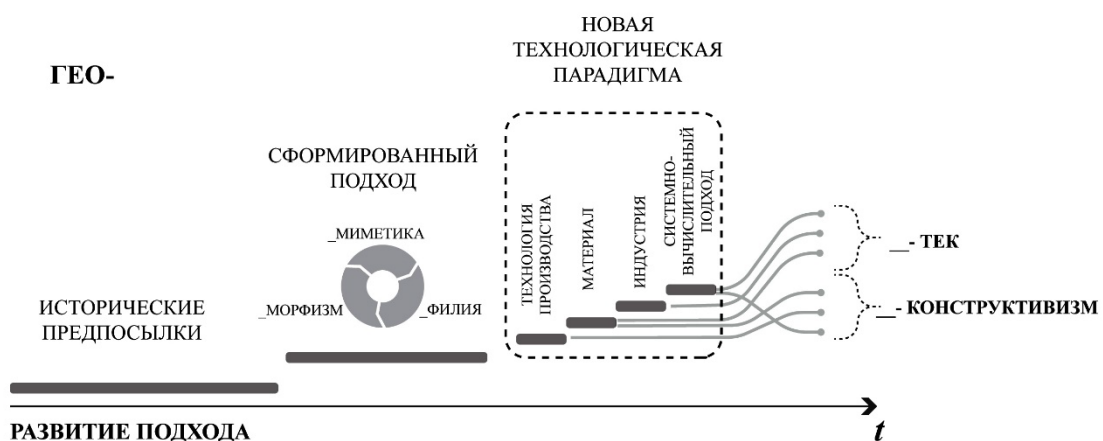 НОВАЯ
ТЕХНОЛОГИЧЕСКАЯ
ПАРАДИГМА
ГЕО-
СФОРМИРОВАННЫЙ
ПОДХОД
_МИМЕТИКА
_МОРФИЗМ
_ФИЛИЯ
ИСТОРИЧЕСКИЕ
ПРЕДПОСЫЛКИ
ТЕХНОЛОГИЯ
ПРОИЗВОДСТВА
МАТЕРИАЛ
ИНДУСТРИЯ
СИСТЕМНО-
ВЫЧИСЛИТЕЛЬНЫЙ
ПОДХОД
__- ТЕК
__- КОНСТРУКТИВИЗМ
РАЗВИТИЕ ПОДХОДА
t